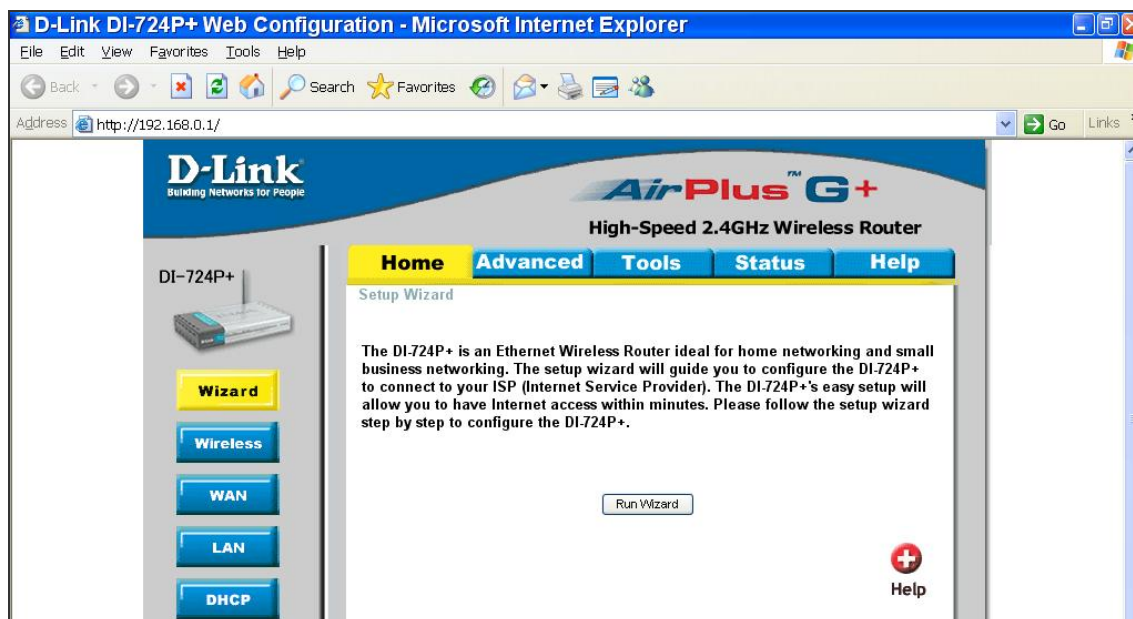 D-Link DI-724P+ Web Configuration - Microsoft Internet Explorer
File Edit View Favorites Tools Help
Back Search Favorites
Address http://192.168.0.1/ Go Links
D-Link
Building Networks for People
AirPlus™ G+
High-Speed 2.4GHz Wireless Router
DI-724P+
Home Advanced Tools Status Help
Setup Wizard
The DI-724P+ is an Ethernet Wireless Router ideal for home networking and small
business networking. The setup wizard will guide you to configure the DI-724P+
to connect to your ISP (Internet Service Provider). The DI-724P+'s easy setup will
allow you to have Internet access within minutes. Please follow the setup wizard
step by step to configure the DI-724P+.
Wizard
Wireless
WAN
LAN
DHCP
Run Wizard
Help